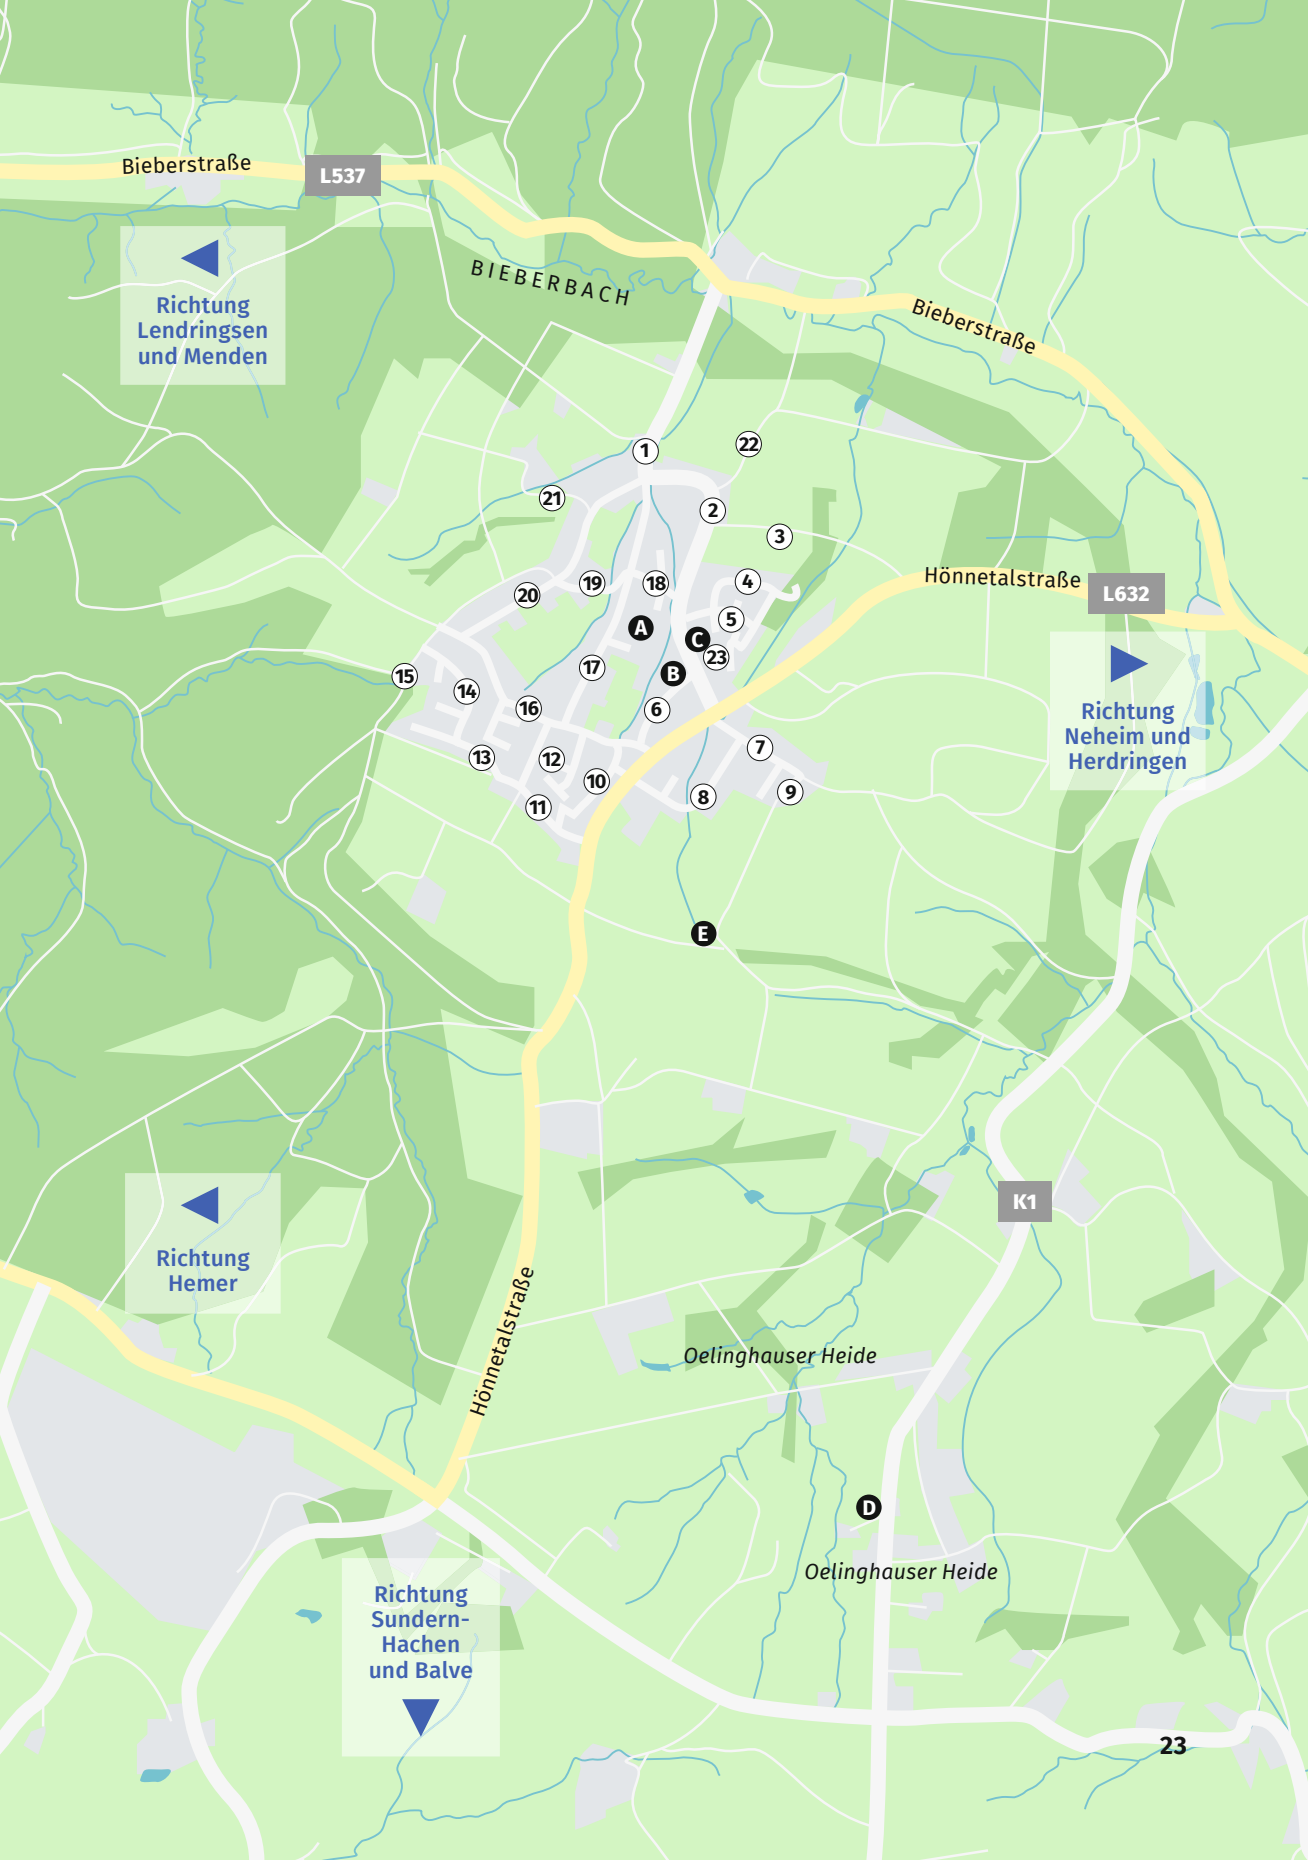 Bieberstraße
L537
BIEBERBACH
Richtung
Lendringsen
und Menden
Bieberstraße
1
22
21
2
3
Hönnetalstraße
L632
4
18
19
20
5
A
C
23
B
17
15
14
16
6
Richtung
Neheim und
Herdringen
7
13
12
10
9
8
11
E
K1
Richtung
Hemer
Hönnetalstraße
Oelinghauser Heide
D
Oelinghauser Heide
Richtung
Sundern-
Hachen
und Balve
23